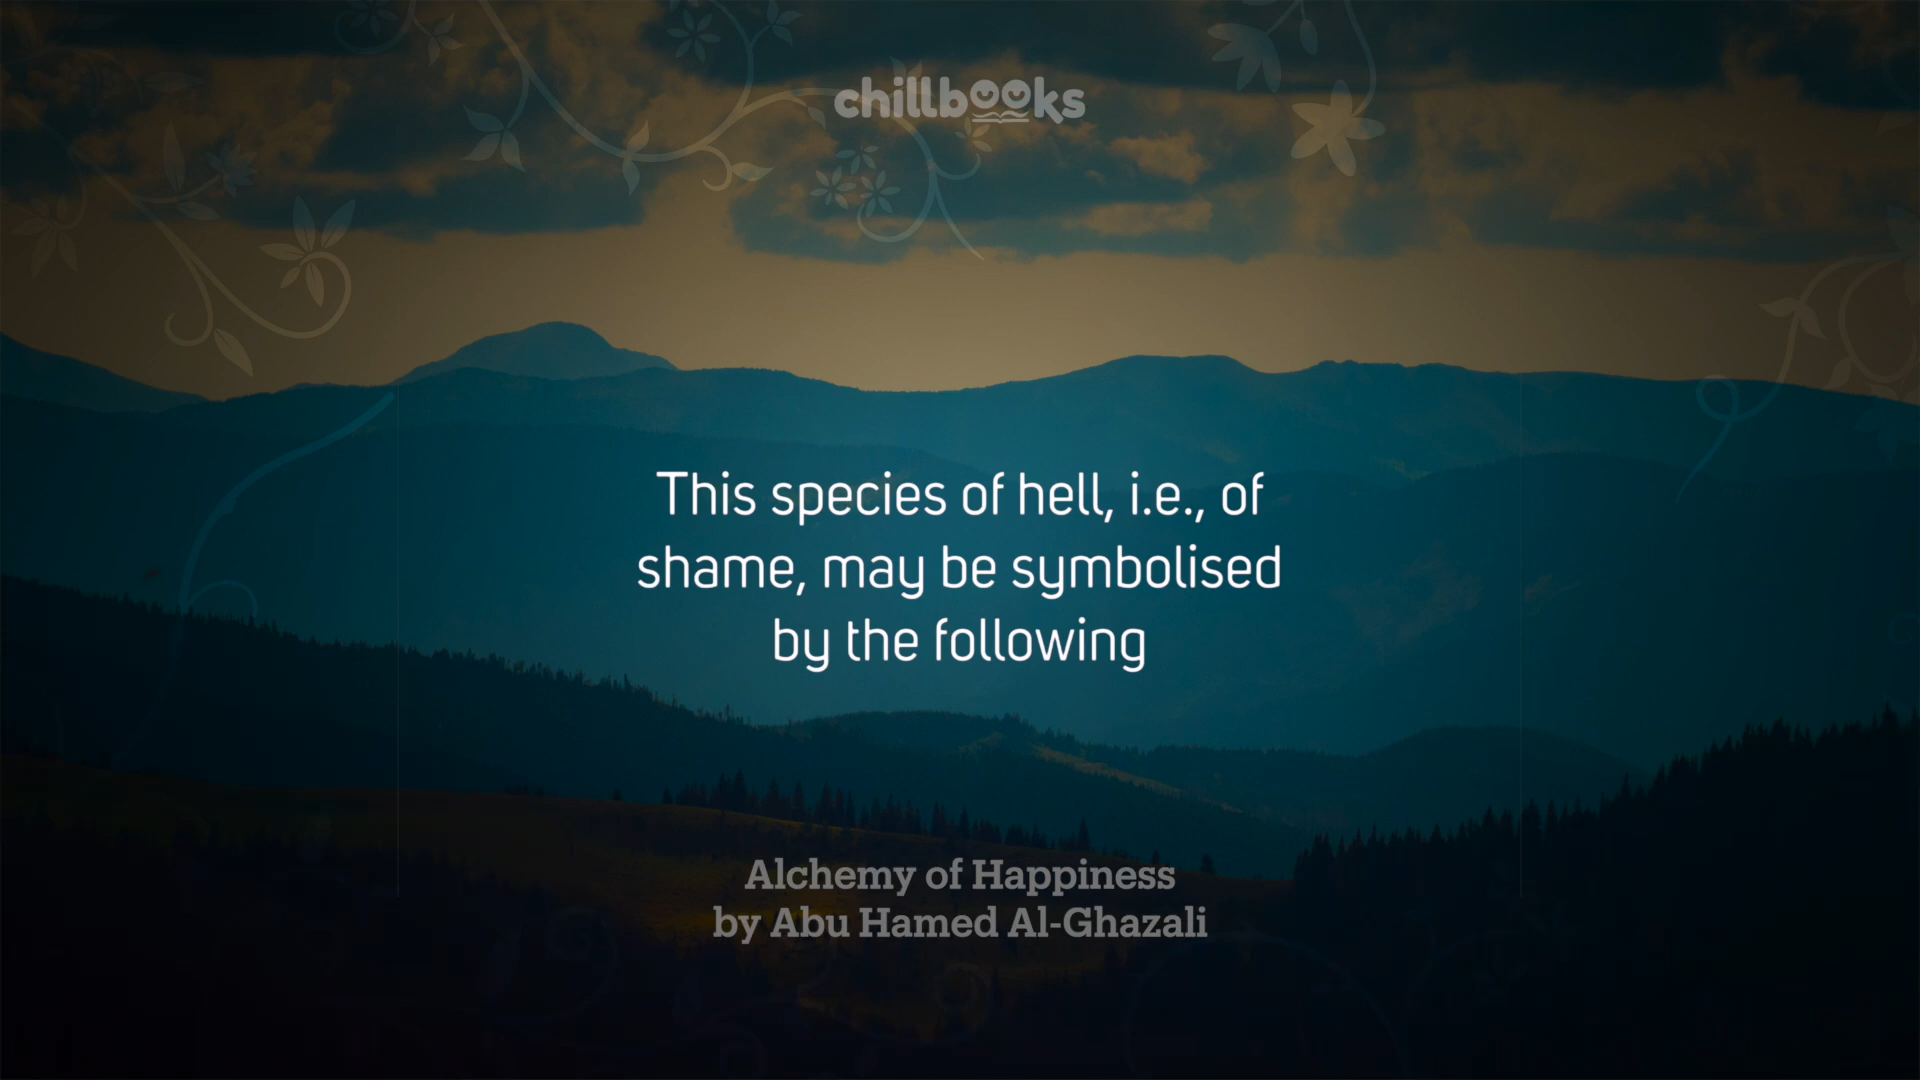 chillbooks
This species of hell, i.e., of
shame, may be symbolised
by the following
Alchemy of Happiness
by Abu Hamed Al-Ghazali